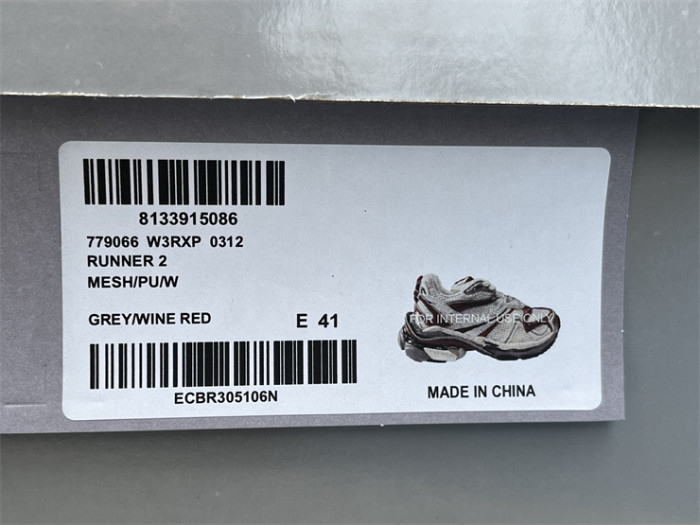 8133915086
779066 W3RXP 0312
RUNNER 2
MESH/PU/W
GREY/WINE RED E 41
FOR INTERNAL USE ONLY
ECBR305106N
MADE IN CHINA